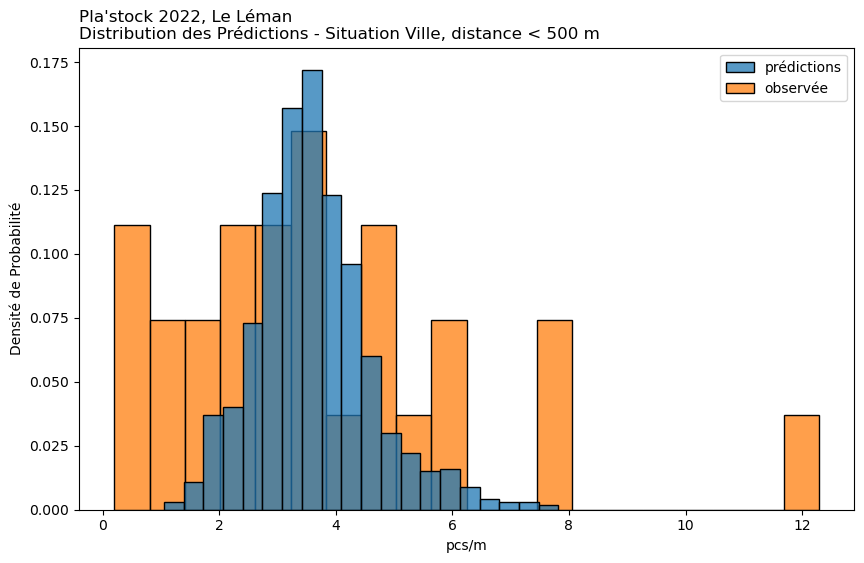 Pla'stock 2022, Le Léman
Distribution des Prédictions - Situation Ville, distance < 500 m
prédictions
observée
0.175
0.150
0.125
0.100
0.075
0.050
0.025
0.000
Densité de Probabilité
0 2 4 6 8 10 12
pcs/m